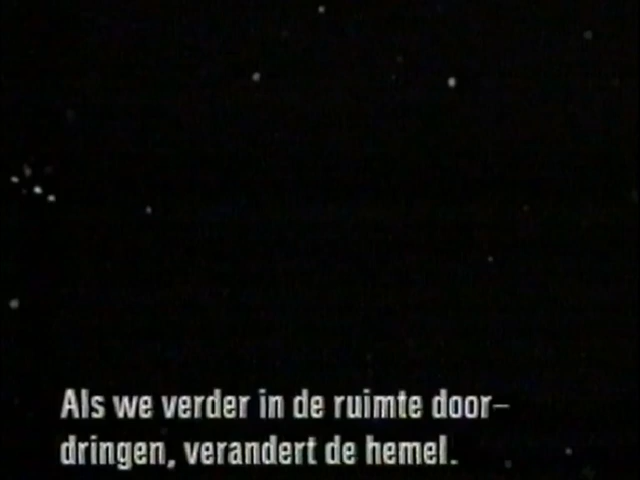 Als we verder in de ruimte door-
dringen, verandert de hemel.